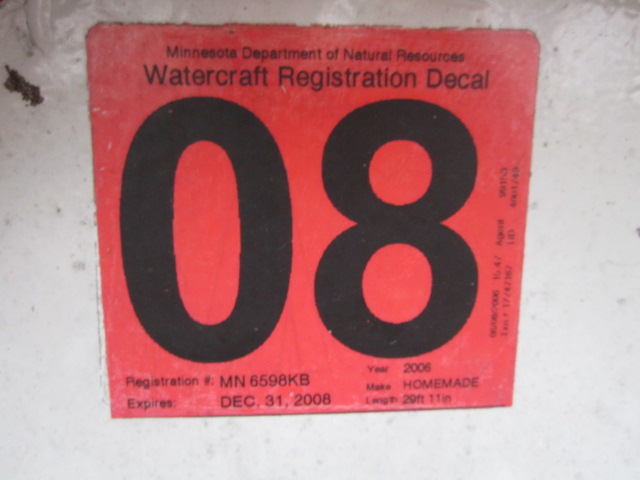 Minnesota Department of Natural Resources
Watercraft Registration Decal
08
Registration #: MN 6598KB
Expires: DEC. 31, 2008
Year 2006
Make HOMEMADE
Length 29ft 11in
Agent